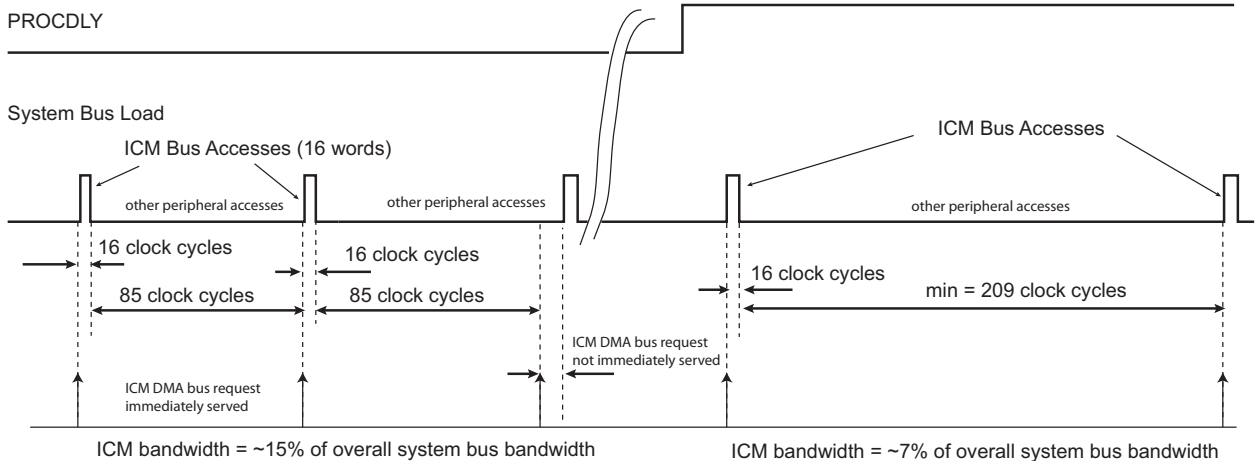 PROCDLY
System Bus Load
ICM Bus Accesses (16 words)
ICM Bus Accesses
other peripheral accesses
other peripheral accesses
other peripheral accesses
16 clock cycles
16 clock cycles
16 clock cycles
85 clock cycles
85 clock cycles
min = 209 clock cycles
ICM DMA bus request
not immediately served
ICM DMA bus request
immediately served
ICM bandwidth = ~15% of overall system bus bandwidth
ICM bandwidth = ~7% of overall system bus bandwidth